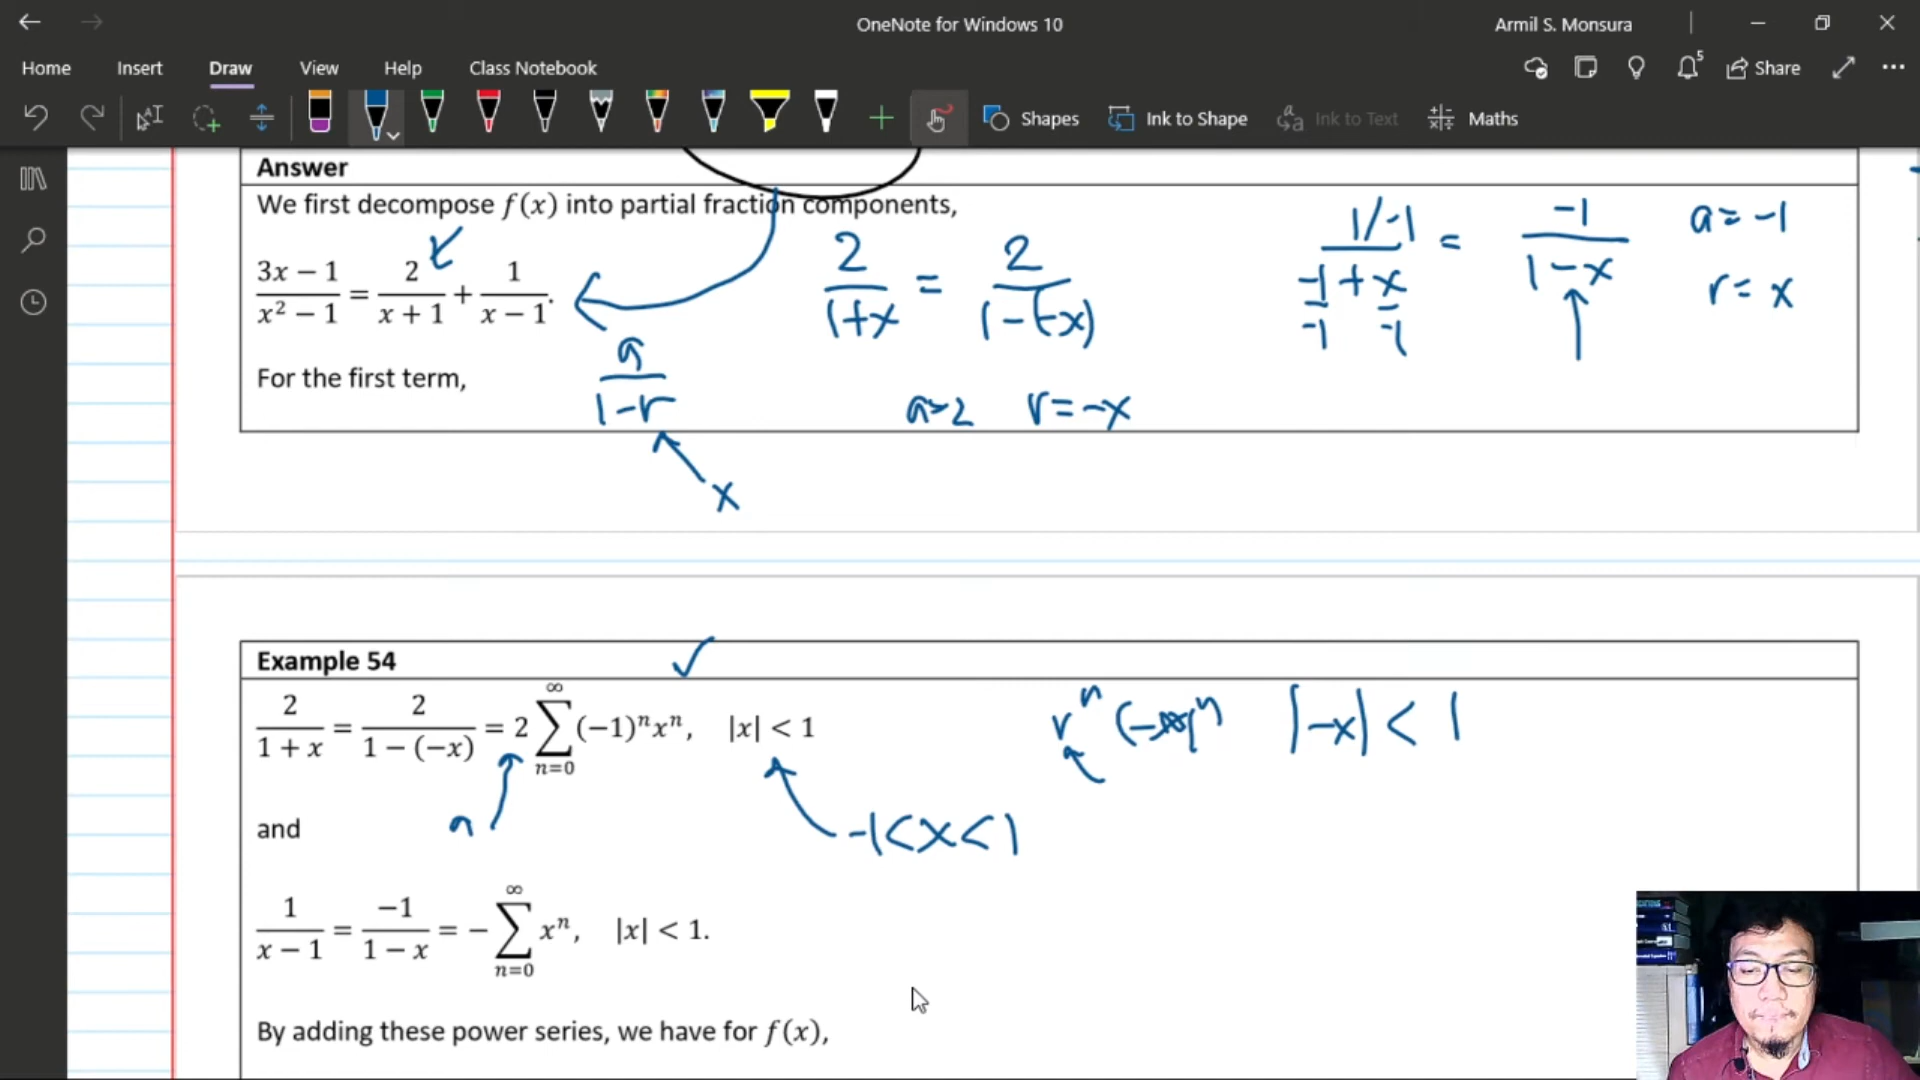 OneNote for Windows 10
Armil S. Monsura
Home Insert Draw View Help Class Notebook
5 Share
Shapes Ink to Shape Ink to Text Maths
Answer
We first decompose f(x) into partial fraction components,
(3x − 1)/(x² − 1) = 2/(x + 1) + 1/(x − 1).
2/(1+x) = 2/(1-(-x))
1/-1
-1+x
-1 -1
= -1/(1-x)
a = -1
r = x
For the first term,
a/(1-r)
a=2 r=-x
x
Example 54
2/(1 + x) = 2/(1 − (−x)) = 2 ∞∑n=0 (−1)ⁿxⁿ, |x| < 1
rⁿ (-x)ⁿ |-x| < 1
and
a
-1<x<1
1/(x − 1) = −1/(1 − x) = − ∞∑n=0 xⁿ, |x| < 1.
By adding these power series, we have for f(x),